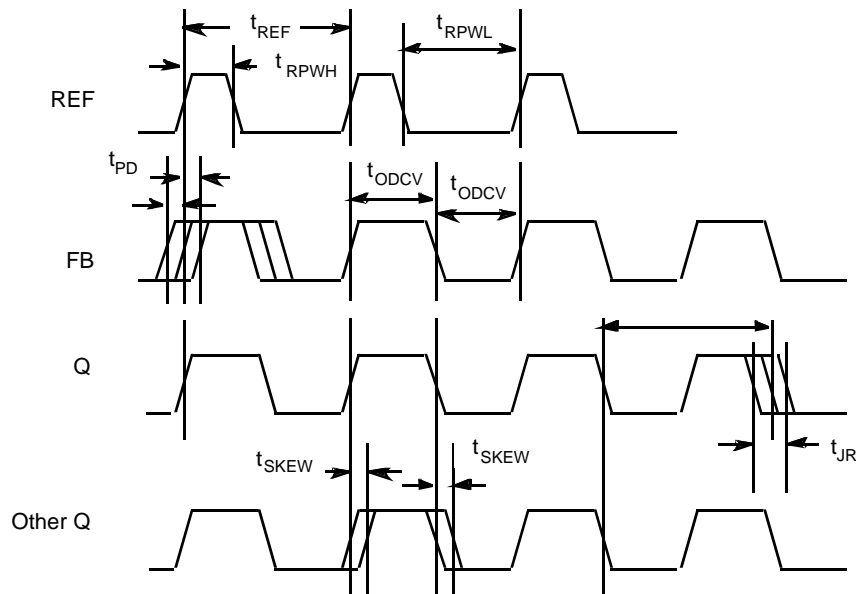 tREF
tRPWL
tRPWH
REF
tPD
tODCV
tODCV
FB
Q
tSKEW
tSKEW
tJR
Other Q